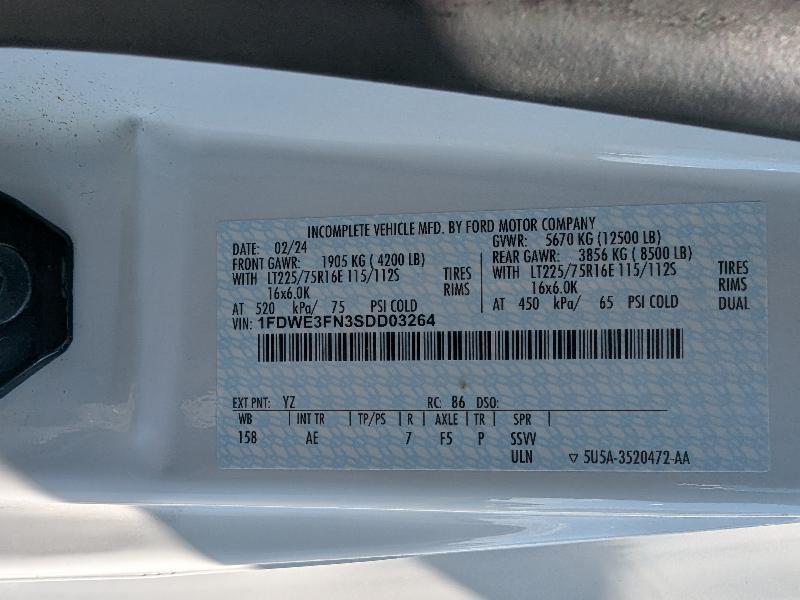 INCOMPLETE VEHICLE MFD. BY FORD MOTOR COMPANY
DATE: 02/24 GVWR: 5670 KG (12500 LB)
FRONT GAWR: 1905 KG ( 4200 LB) REAR GAWR: 3856 KG ( 8500 LB)
WITH LT225/75R16E 115/112S TIRES WITH LT225/75R16E 115/112S TIRES
16x6.0K RIMS 16x6.0K RIMS
AT 520 kPa/ 75 PSI COLD AT 450 kPa/ 65 PSI COLD DUAL
VIN: 1FDWE3FN3SDD03264
EXT PNT: YZ RC: 86 DSO:
WB INT TR TP/PS R AXLE TR SPR
158 AE 7 F5 P SSVV
ULN ▽ 5U5A-3520472-AA